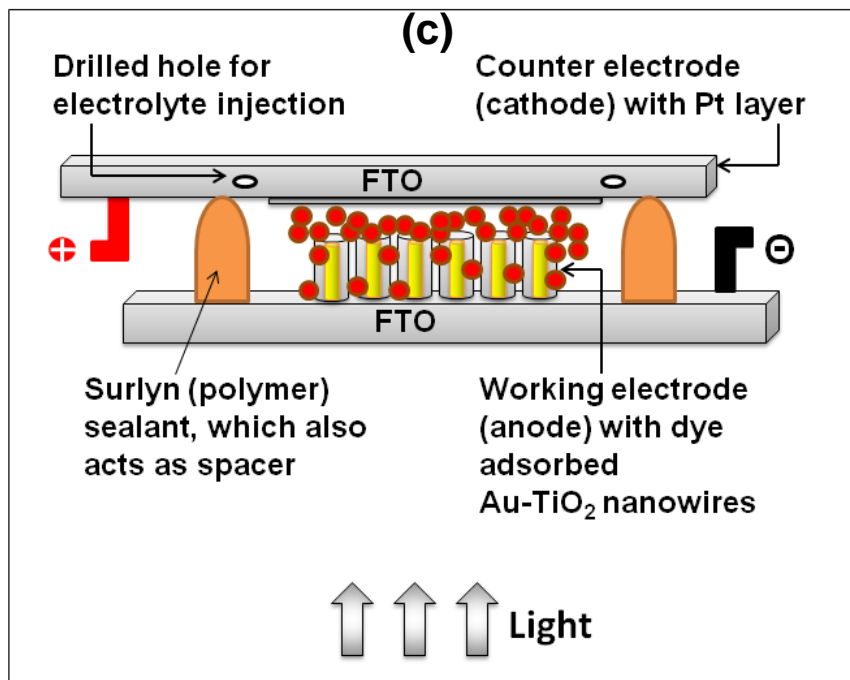 (c)
Drilled hole for
electrolyte injection
Counter electrode
(cathode) with Pt layer
FTO
+
-
FTO
Surlyn (polymer)
sealant, which also
acts as spacer
Working electrode
(anode) with dye
adsorbed
Au-TiO₂ nanowires
Light